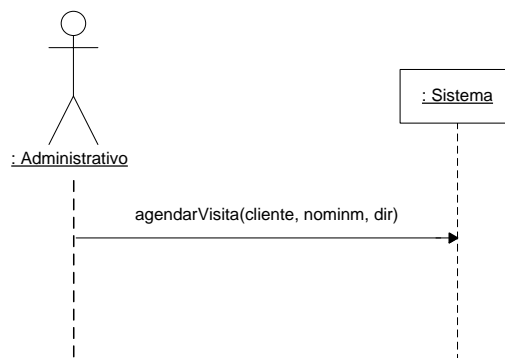 : Sistema
: Administrativo
agendarVisita(cliente, nominm, dir)